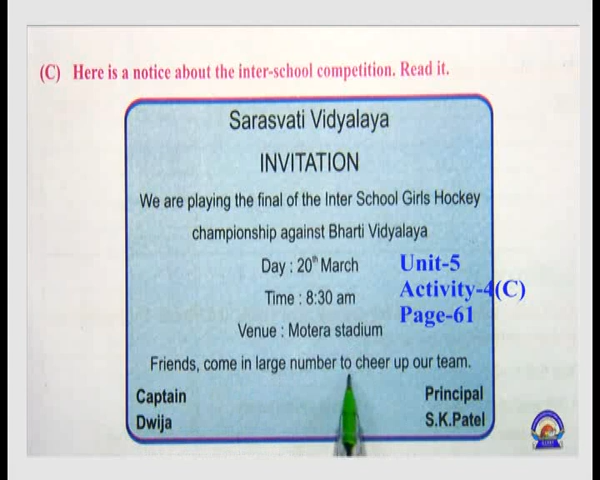 (C) Here is a notice about the inter-school competition. Read it.
Sarasvati Vidyalaya
INVITATION
We are playing the final of the Inter School Girls Hockey
championship against Bharti Vidyalaya
Day : 20th March
Time : 8:30 am
Venue : Motera stadium
Unit-5
Activity-4(C)
Page-61
Friends, come in large number to cheer up our team.
Captain
Dwija
Principal
S.K.Patel